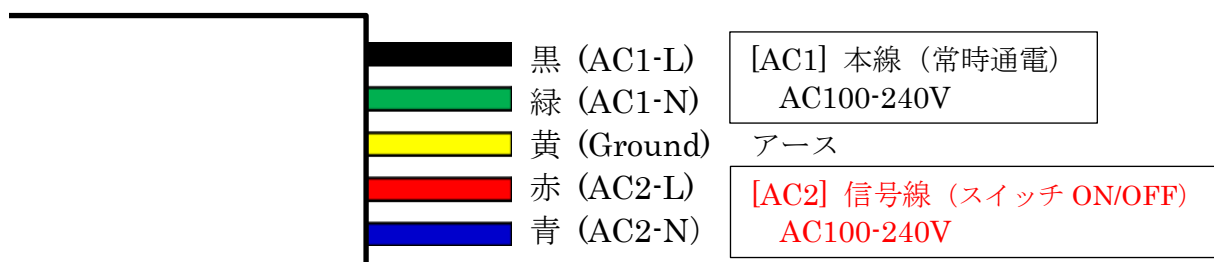 黒 (AC1-L)
緑 (AC1-N)
黄 (Ground)
赤 (AC2-L)
青 (AC2-N)
[AC1] 本線（常時通電）
AC100-240V
アース
[AC2] 信号線（スイッチ ON/OFF）
AC100-240V